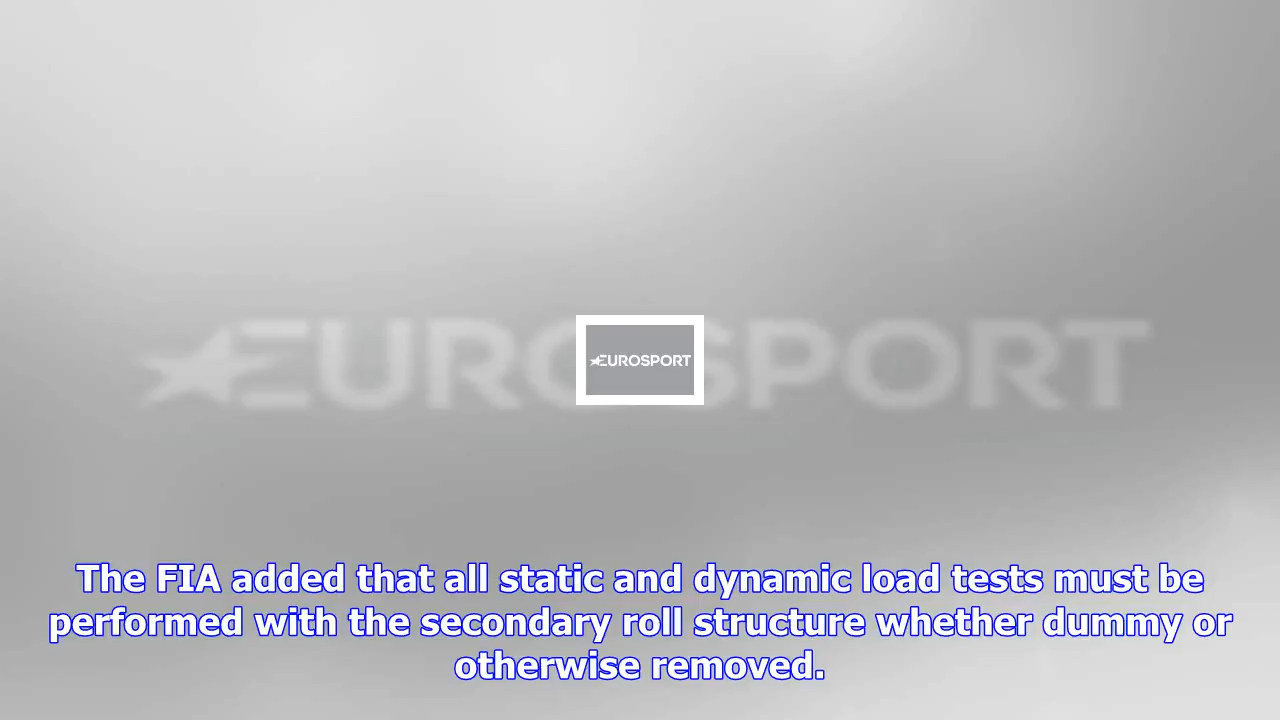 EUROSPORT
EUROSPORT
The FIA added that all static and dynamic load tests must be
performed with the secondary roll structure whether dummy or
otherwise removed.